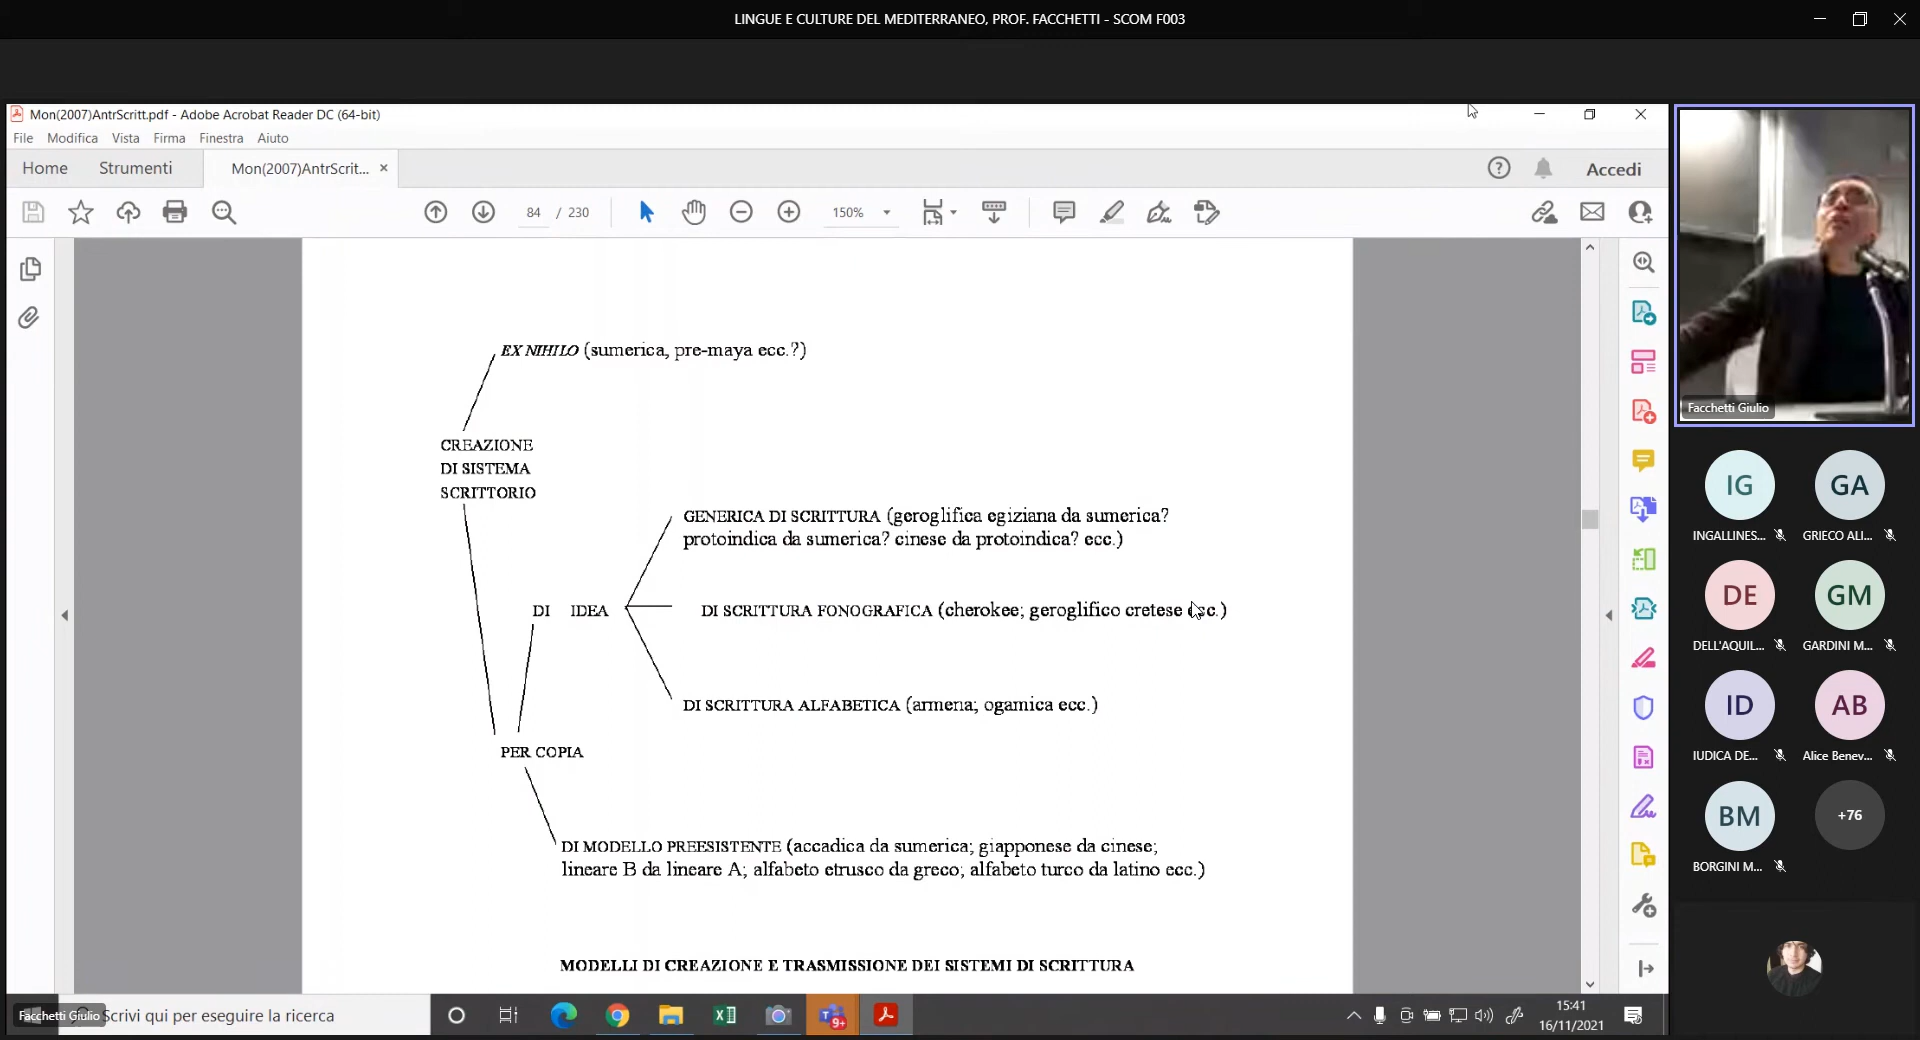 LINGUE E CULTURE DEL MEDITERRANEO, PROF. FACCHETTI - SCOM F003
Mon(2007)AntrScritt.pdf - Adobe Acrobat Reader DC (64-bit)
File Modifica Vista Firma Finestra Aiuto
Home Strumenti Mon(2007)AntrScrit... × Accedi
84 / 230 150%
EX NIHILO (sumerica, pre-maya ecc.?)
CREAZIONE
DI SISTEMA
SCRITTORIO
GENERICA DI SCRITTURA (geroglifica egiziana da sumerica?
protoindica da sumerica? cinese da protoindica? ecc.)
DI IDEA
DI SCRITTURA FONOGRAFICA (cherokee; geroglifico cretese ecc.)
DI SCRITTURA ALFABETICA (armena; ogamica ecc.)
PER COPIA
DI MODELLO PREESISTENTE (accadica da sumerica; giapponese da cinese;
lineare B da lineare A; alfabeto etrusco da greco; alfabeto turco da latino ecc.)
MODELLI DI CREAZIONE E TRASMISSIONE DEI SISTEMI DI SCRITTURA
Facchetti Giulio
IG GA
INGALLINES... GRIECO ALI...
DE GM
DELL'AQUIL... GARDINI M...
ID AB
IUDICA DE... Alice Benev...
BM +76
BORGINI M...
Facchetti Giulio
Scrivi qui per eseguire la ricerca
9+
15:41
16/11/2021